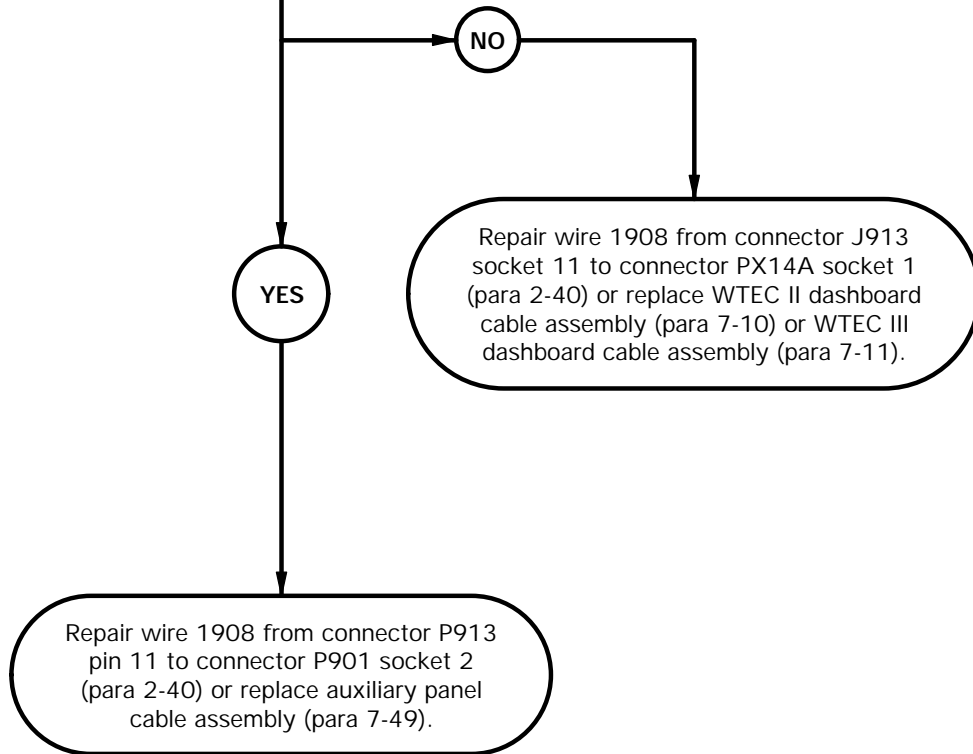 NO
Repair wire 1908 from connector J913
socket 11 to connector PX14A socket 1
(para 2-40) or replace WTEC II dashboard
cable assembly (para 7-10) or WTEC III
dashboard cable assembly (para 7-11).
YES
Repair wire 1908 from connector P913
pin 11 to connector P901 socket 2
(para 2-40) or replace auxiliary panel
cable assembly (para 7-49).